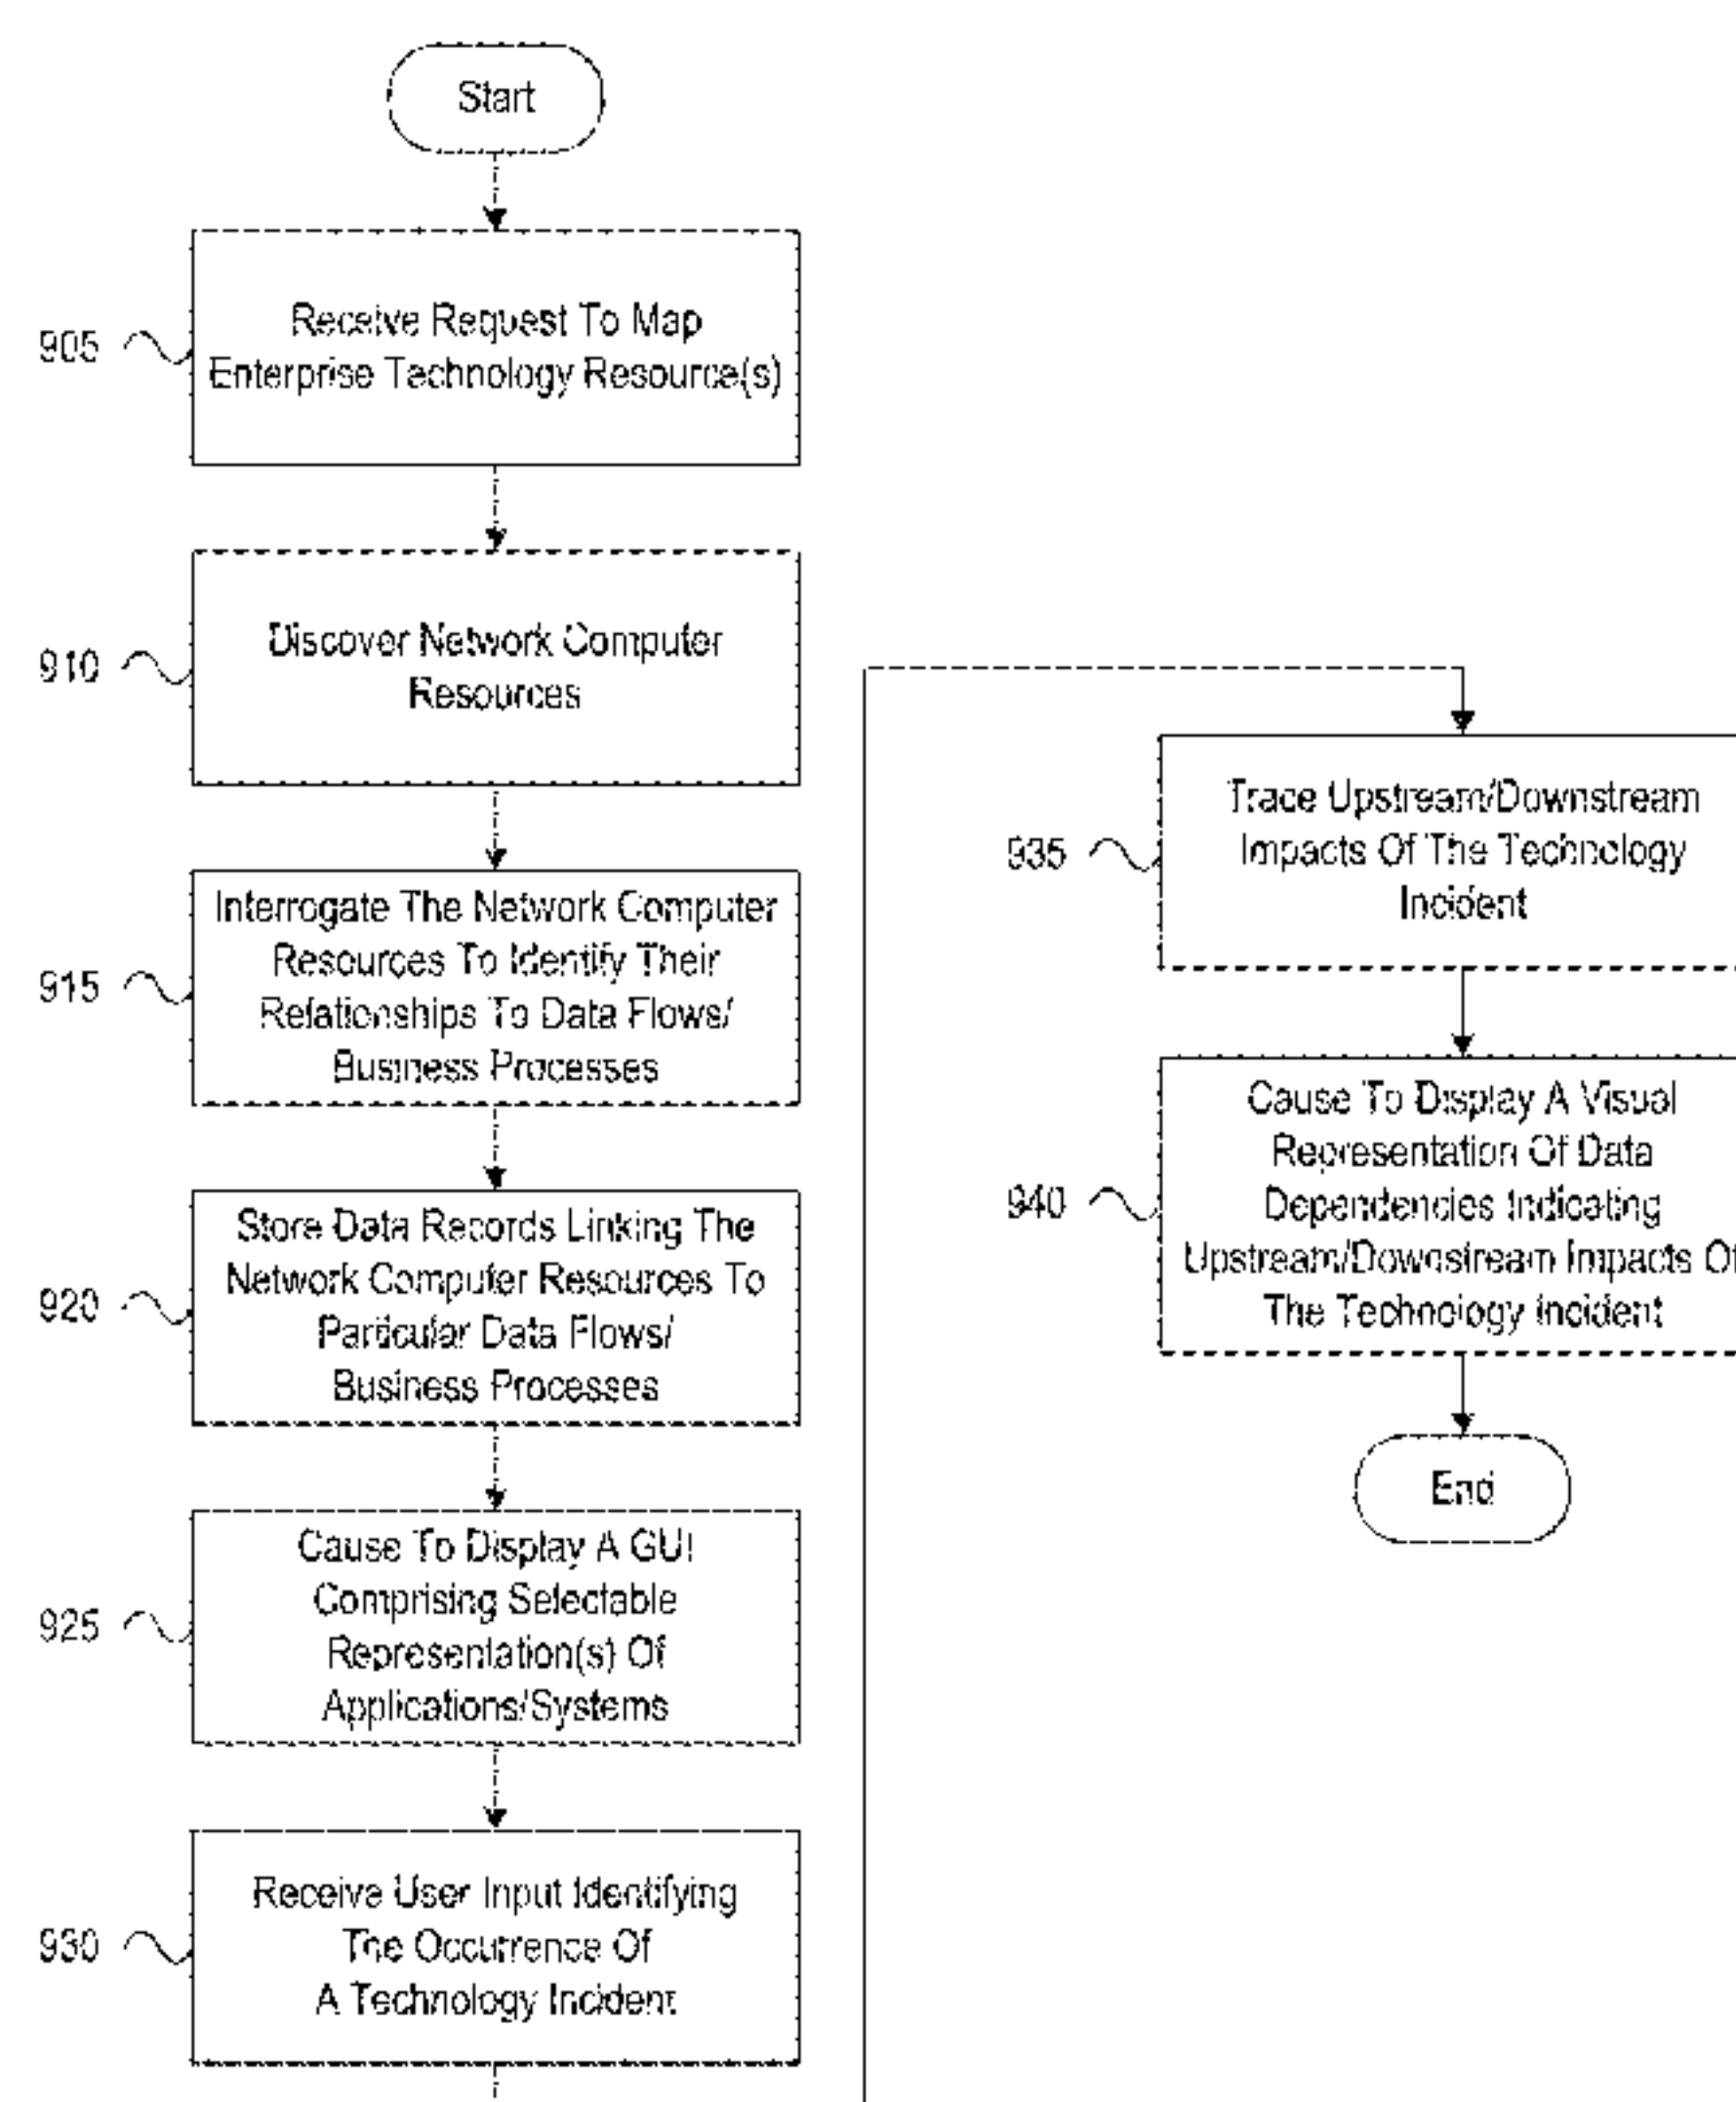 Start
905
Receive Request To Map
Enterprise Technology Resource(s)
910
Discover Network Computer
Resources
915
Interrogate The Network Computer
Resources To Identify Their
Relationships To Data Flows/
Business Processes
920
Store Data Records Linking The
Network Computer Resources To
Particular Data Flows/
Business Processes
925
Cause To Display A GUI
Comprising Selectable
Representation(s) Of
Applications/Systems
930
Receive User Input Identifying
The Occurrence Of
A Technology Incident
935
Trace Upstream/Downstream
Impacts Of The Technology
Incident
940
Cause To Display A Visual
Representation Of Data
Dependencies Indicating
Upstream/Downstream Impacts Of
The Technology Incident
End